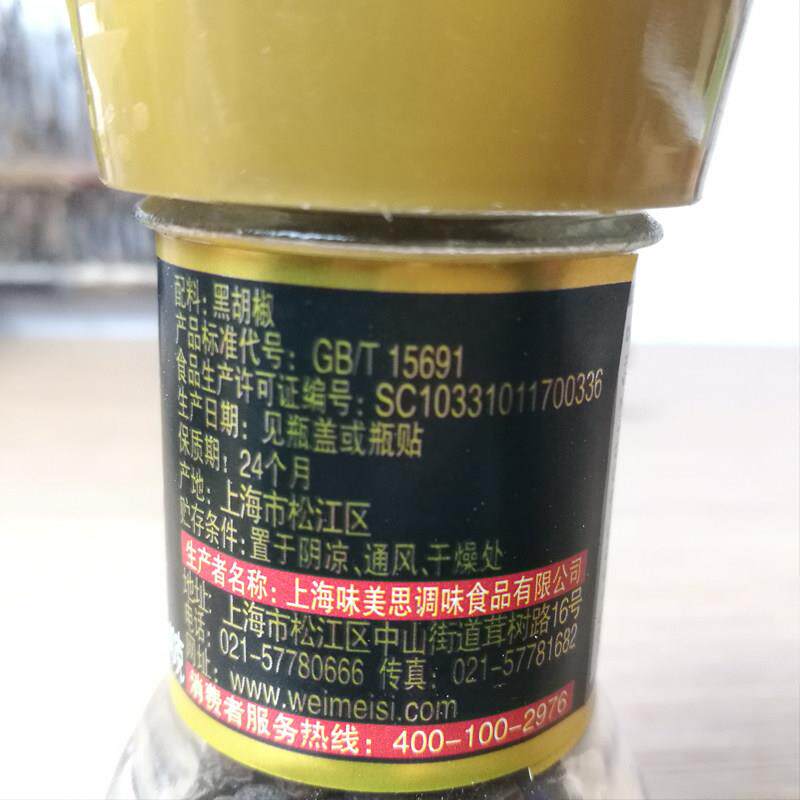 配料：黑胡椒
产品标准代号：GB/T 15691
食品生产许可证编号：SC10331011700336
生产日期：见瓶盖或瓶贴
保质期：24个月
产地：上海市松江区
贮存条件：置于阴凉、通风、干燥处
生产者名称：上海味美思调味食品有限公司
地址：上海市松江区中山街道茸树路16号
电话：021-57780666 传真：021-57781682
网址：www.weimeisi.com
消费者服务热线：400-100-2976